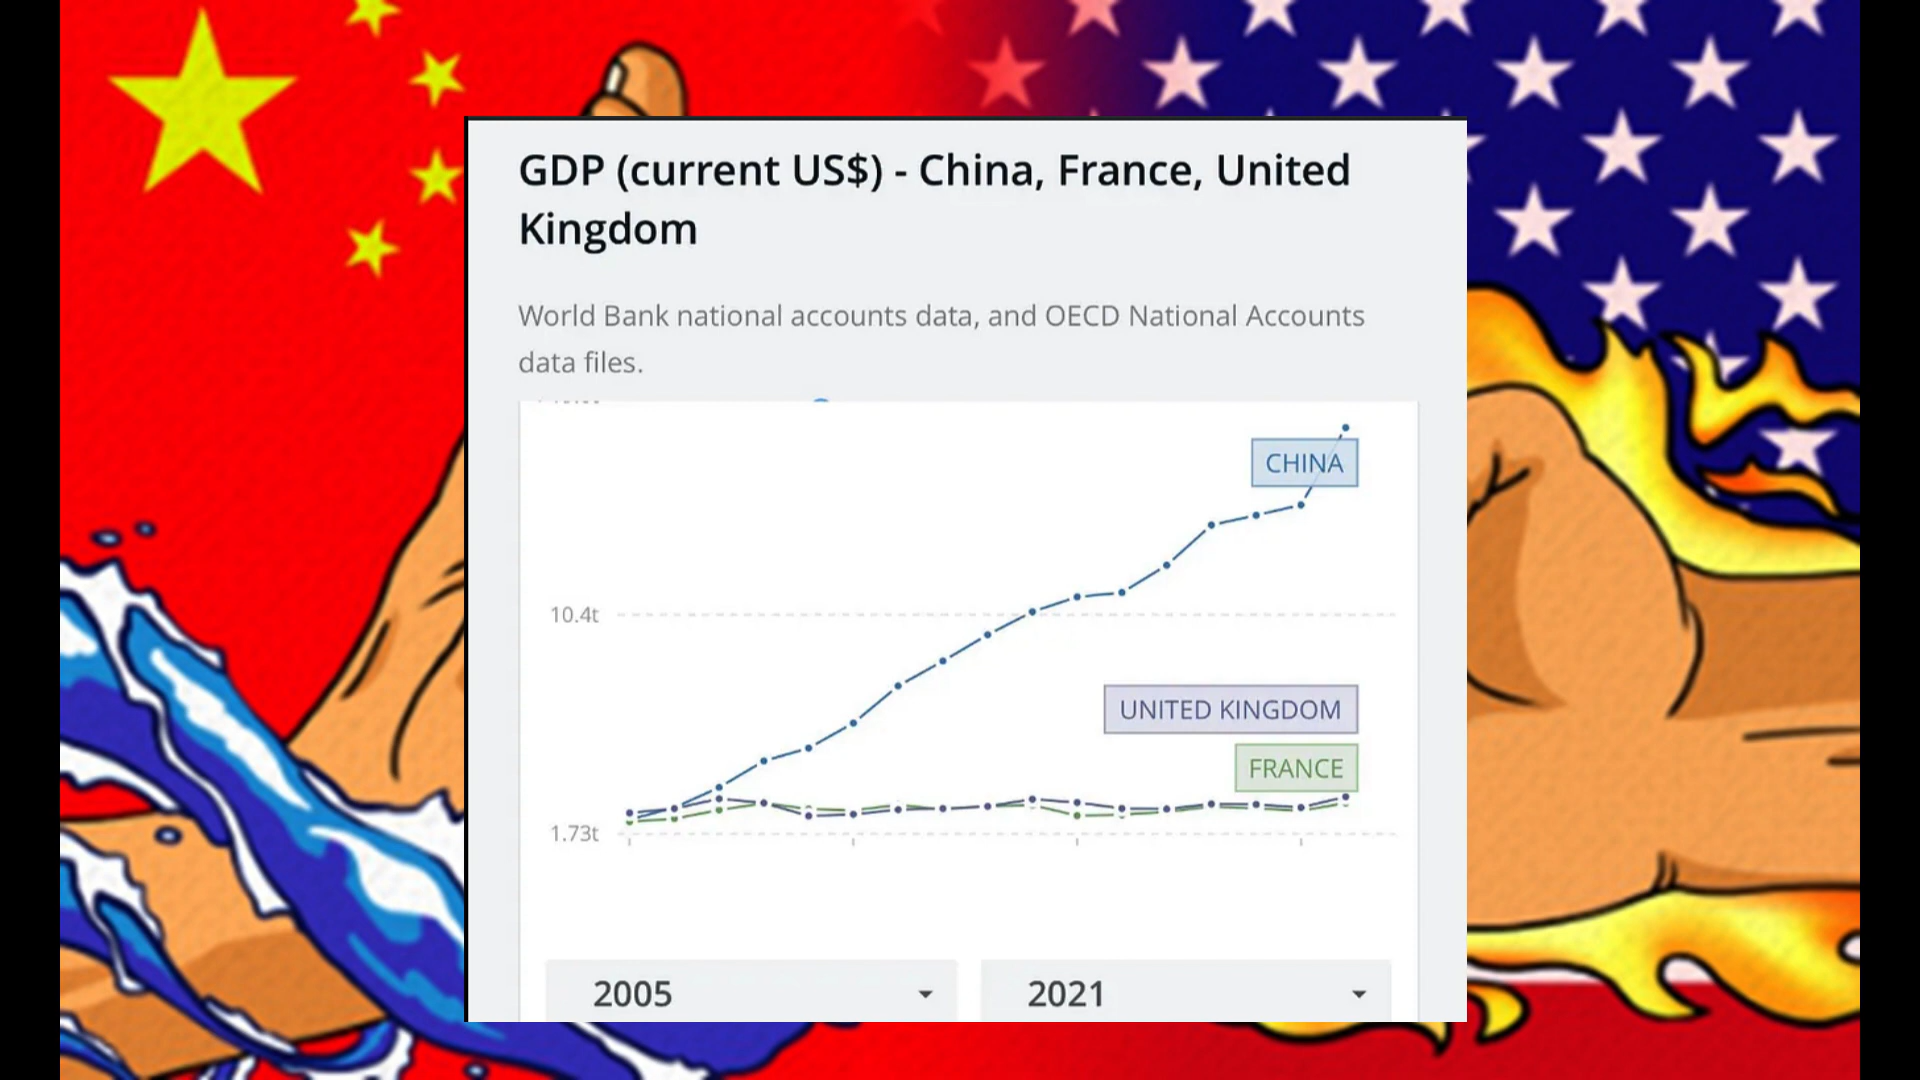 GDP (current US$) - China, France, United
Kingdom
World Bank national accounts data, and OECD National Accounts
data files.
CHINA
10.4t
UNITED KINGDOM
FRANCE
1.73t
2005
2021